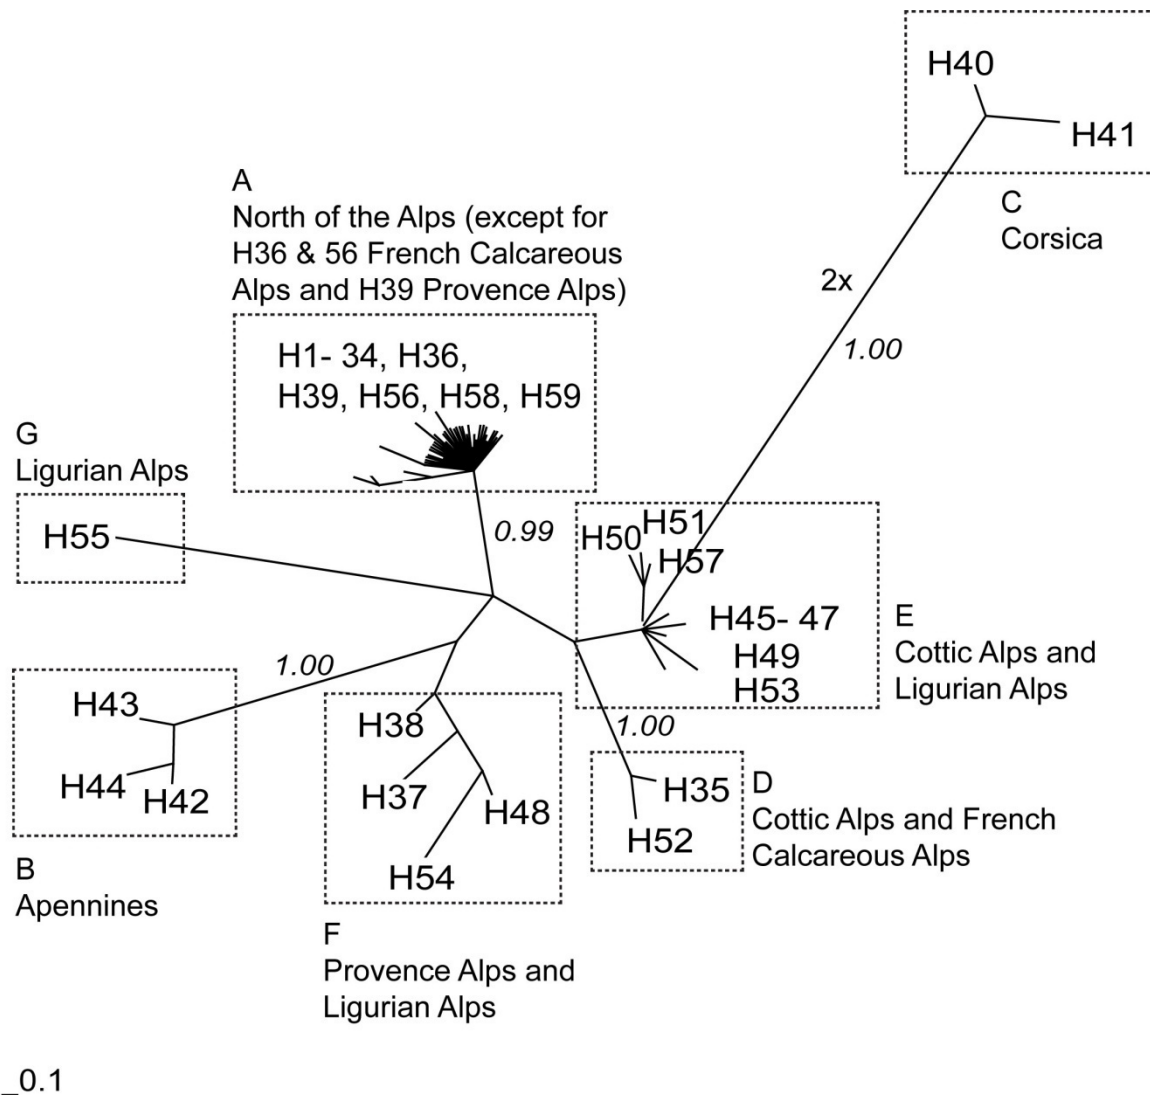 H40
H41
C
Corsica
A
North of the Alps (except for
H36 & 56 French Calcareous
Alps and H39 Provence Alps)
2x
1.00
H1- 34, H36,
H39, H56, H58, H59
G
Ligurian Alps
H55
0.99
H51
H50
H57
H45- 47
H49
H53
E
Cottic Alps and
Ligurian Alps
1.00
H43
H44
H42
B
Apennines
H38
H37
H48
H54
F
Provence Alps and
Ligurian Alps
1.00
H35
H52
D
Cottic Alps and French
Calcareous Alps
_0.1